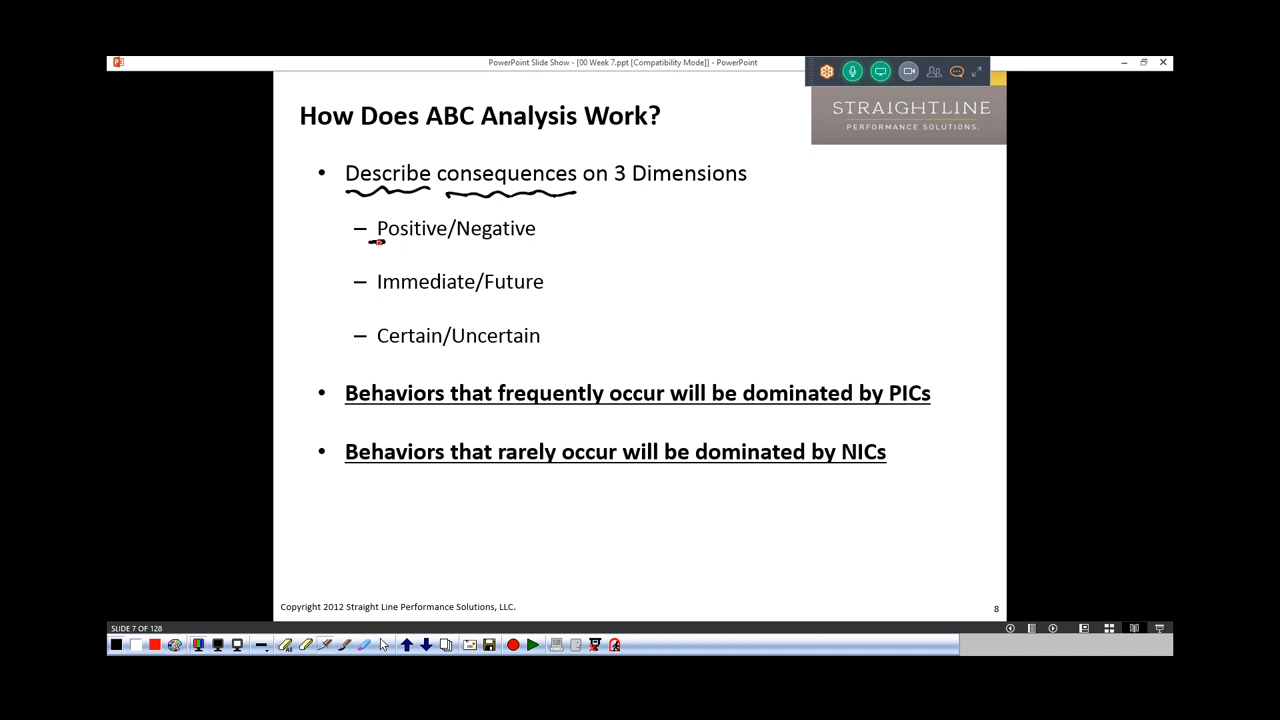 PowerPoint Slide Show - [00 Week 7.ppt [Compatibility Mode]] - PowerPoint
How Does ABC Analysis Work?
STRAIGHTLINE
PERFORMANCE SOLUTIONS.
• Describe consequences on 3 Dimensions
– Positive/Negative
– Immediate/Future
– Certain/Uncertain
• Behaviors that frequently occur will be dominated by PICs
• Behaviors that rarely occur will be dominated by NICs
Copyright 2012 Straight Line Performance Solutions, LLC.
8
SLIDE 7 OF 128